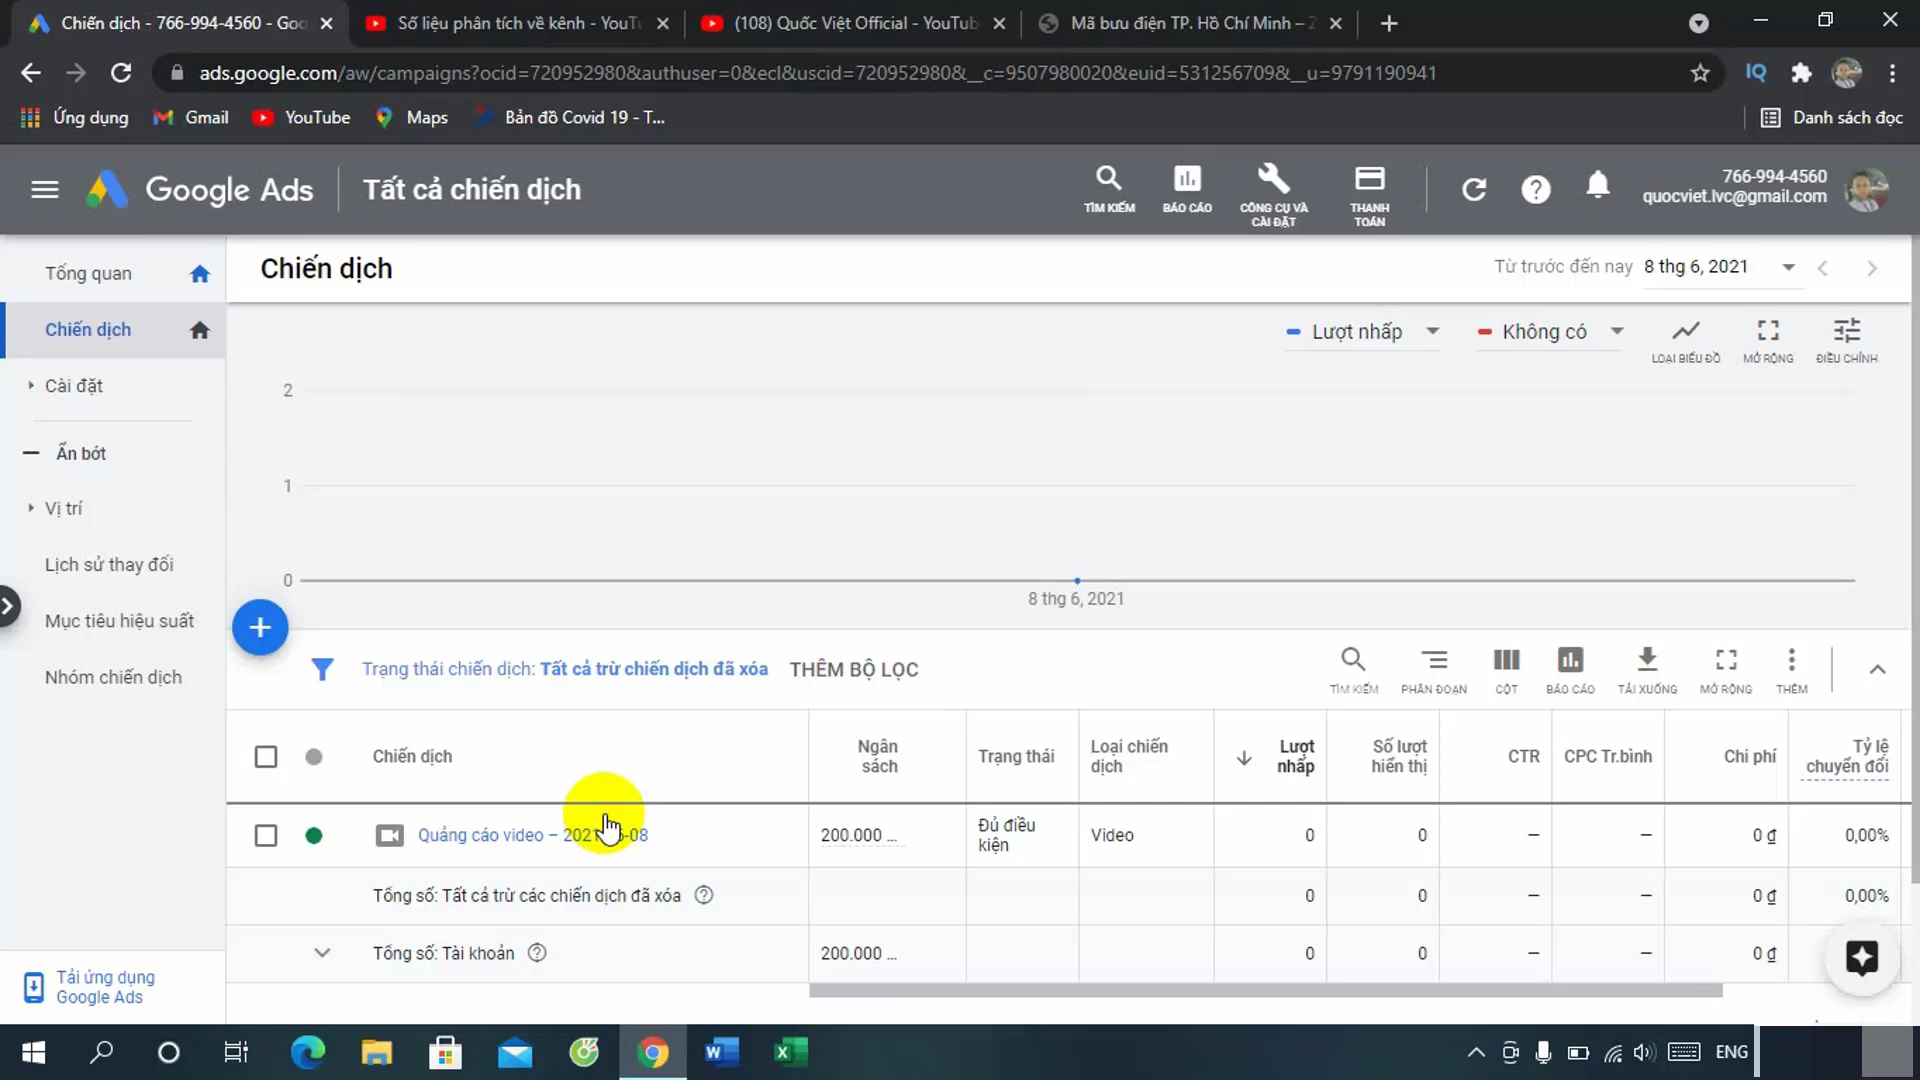 Chiến dịch - 766-994-4560 - Goo
Số liệu phân tích về kênh - YouTu
(108) Quốc Việt Official - YouTub
Mã bưu điện TP. Hồ Chí Minh – Z
ads.google.com/aw/campaigns?ocid=720952980&authuser=0&ecl&uscid=720952980&__c=9507980020&euid=531256709&__u=9791190941
IQ
Ứng dụng
Gmail
YouTube
Maps
Bản đồ Covid 19 - T...
Danh sách đọc
Google Ads
Tất cả chiến dịch
TÌM KIẾM
BÁO CÁO
CÔNG CỤ VÀ
CÀI ĐẶT
THANH
TOÁN
766-994-4560
quocviet.lvc@gmail.com
Tổng quan
Chiến dịch
Cài đặt
Ẩn bớt
Vị trí
Lịch sử thay đổi
Mục tiêu hiệu suất
Nhóm chiến dịch
Tải ứng dụng
Google Ads
Chiến dịch
Từ trước đến nay
8 thg 6, 2021
Lượt nhấp
Không có
LOẠI BIỂU ĐỒ
MỞ RỘNG
ĐIỀU CHỈNH
2
1
0
8 thg 6, 2021
Trạng thái chiến dịch: Tất cả trừ chiến dịch đã xóa
THÊM BỘ LỌC
TÌM KIẾM
PHÂN ĐOẠN
CỘT
BÁO CÁO
TẢI XUỐNG
MỞ RỘNG
THÊM
Chiến dịch
Ngân
sách
Trạng thái
Loại chiến
dịch
Lượt
nhấp
Số lượt
hiển thị
CTR
CPC Tr.bình
Chi phí
Tỷ lệ
chuyển đổi
Quảng cáo video – 2021 -08
200.000 ...
Đủ điều
kiện
Video
0
0
–
–
0 ₫
0,00%
Tổng số: Tất cả trừ các chiến dịch đã xóa
0
0
–
–
0 ₫
0,00%
Tổng số: Tài khoản
200.000 ...
0
0
–
–
0 ₫
ENG